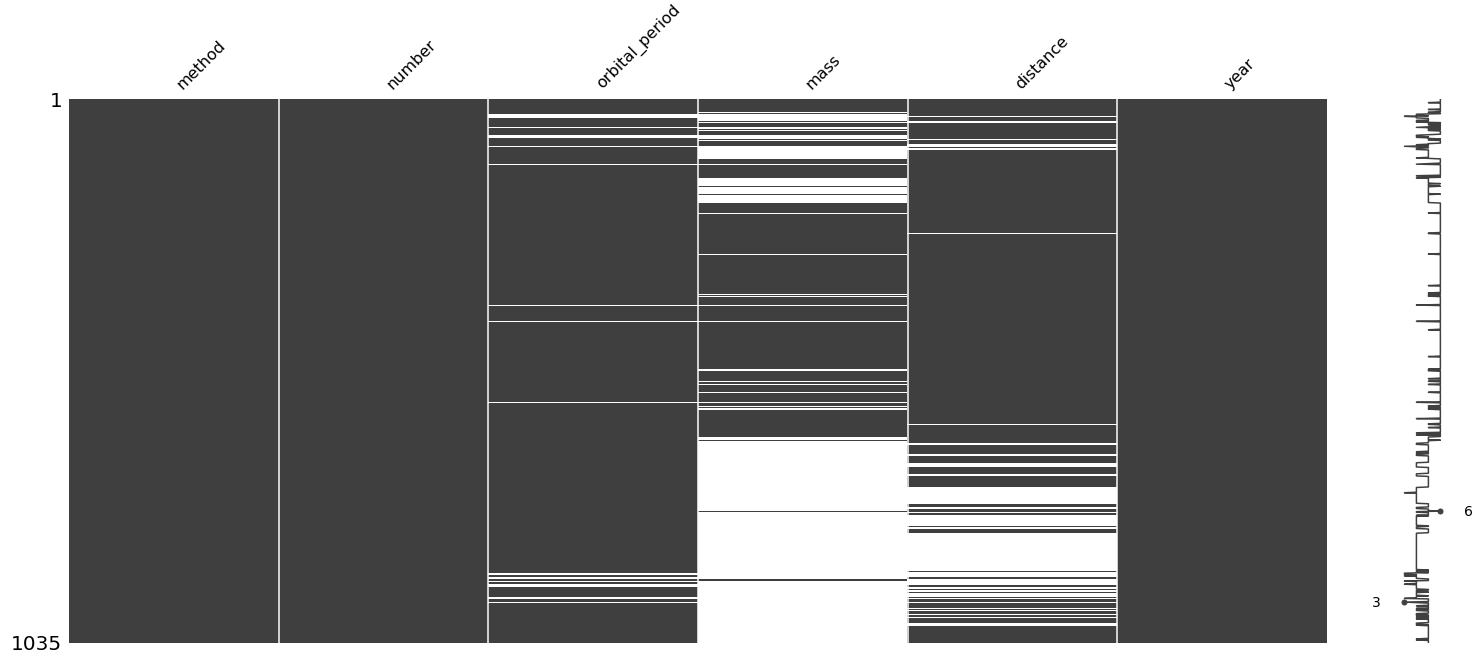 method
number
orbital_period
mass
distance
year
1
6
3
1035